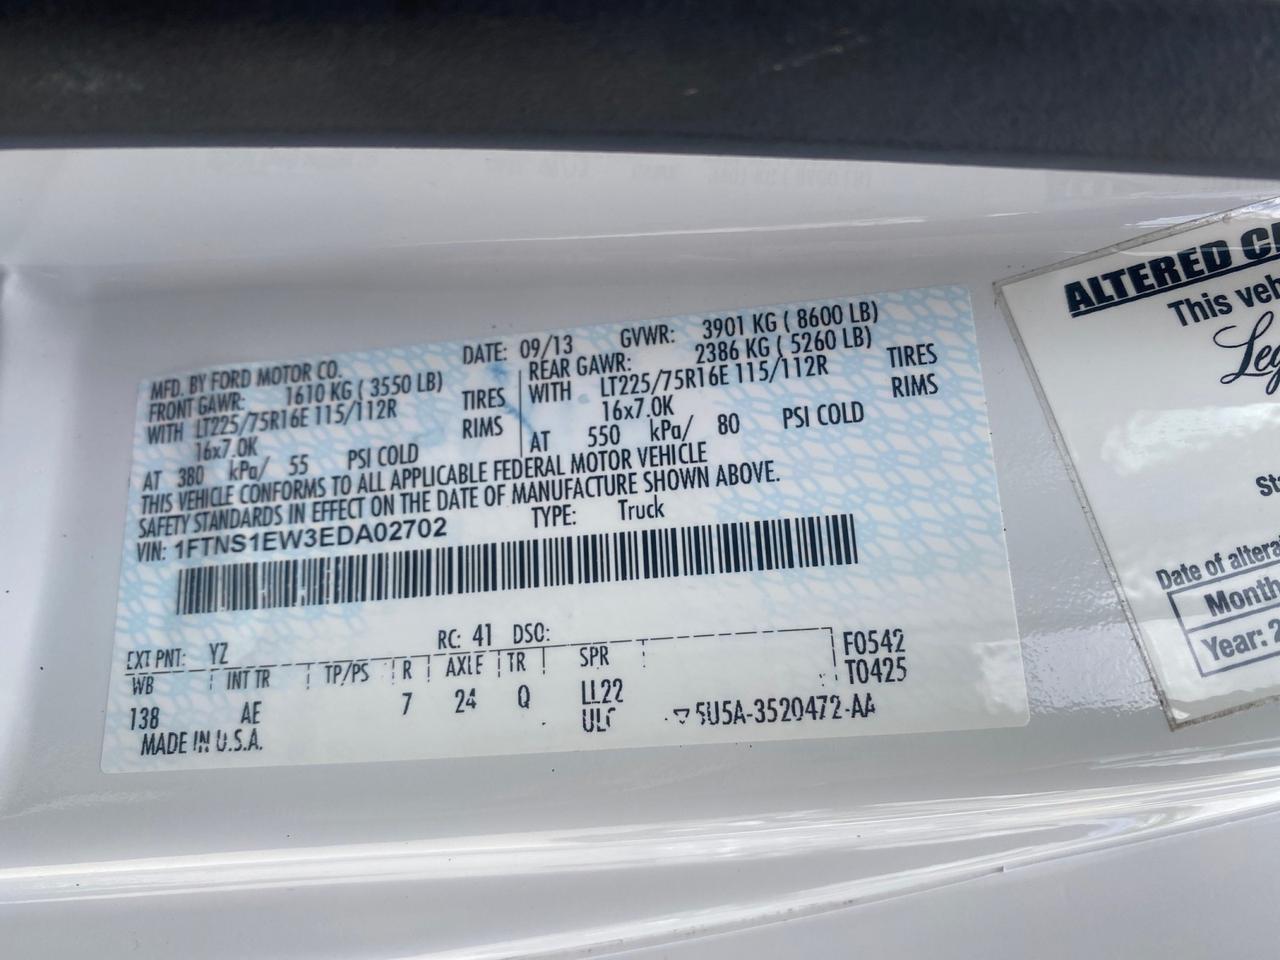 MFD. BY FORD MOTOR CO.
DATE: 09/13 GVWR: 3901 KG ( 8600 LB)
FRONT GAWR: 1610 KG ( 3550 LB)
REAR GAWR: 2386 KG ( 5260 LB)
WITH LT225/75R16E 115/112R TIRES
WITH LT225/75R16E 115/112R TIRES
16x7.0K RIMS
16x7.0K RIMS
AT 380 kPa/ 55 PSI COLD
AT 550 kPa/ 80 PSI COLD
THIS VEHICLE CONFORMS TO ALL APPLICABLE FEDERAL MOTOR VEHICLE
SAFETY STANDARDS IN EFFECT ON THE DATE OF MANUFACTURE SHOWN ABOVE.
VIN: 1FTNS1EW3EDA02702 TYPE: Truck
EXT PNT: YZ RC: 41 DSO:
WB INT TR TP/PS R AXLE TR SPR F0542
138 AE 7 24 Q LL22 T0425
MADE IN U.S.A. ▽5U5A-3520472-AA
ALTERED
This
Date of
Month
Year: 2